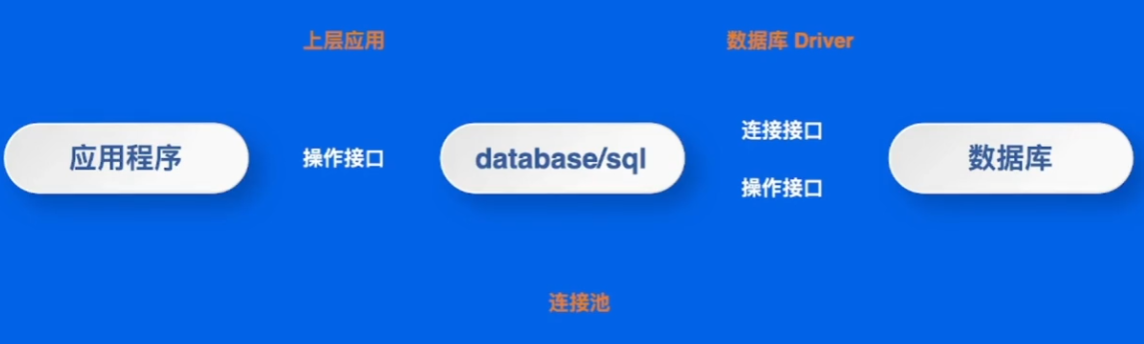 上层应用
数据库 Driver
应用程序
操作接口
database/sql
连接接口
操作接口
数据库
连接池